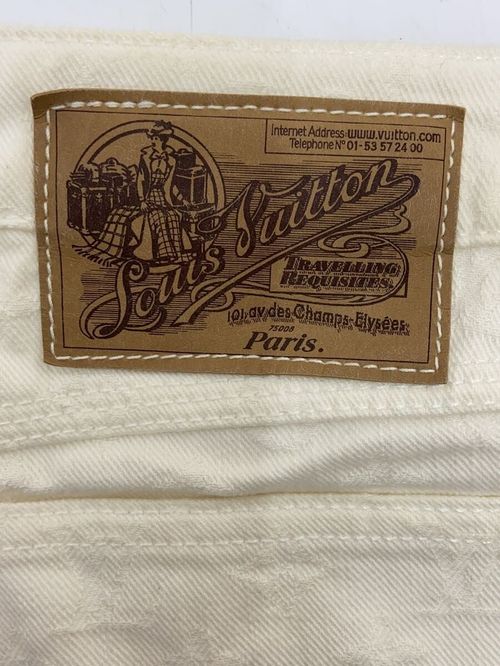 Internet Address:www.vuitton.com
Telephone Nº 01-53 57 24 00
Louis Vuitton
TRAVELLING
REQUISITES.
101, av. des Champs-Elysées
75008
Paris.